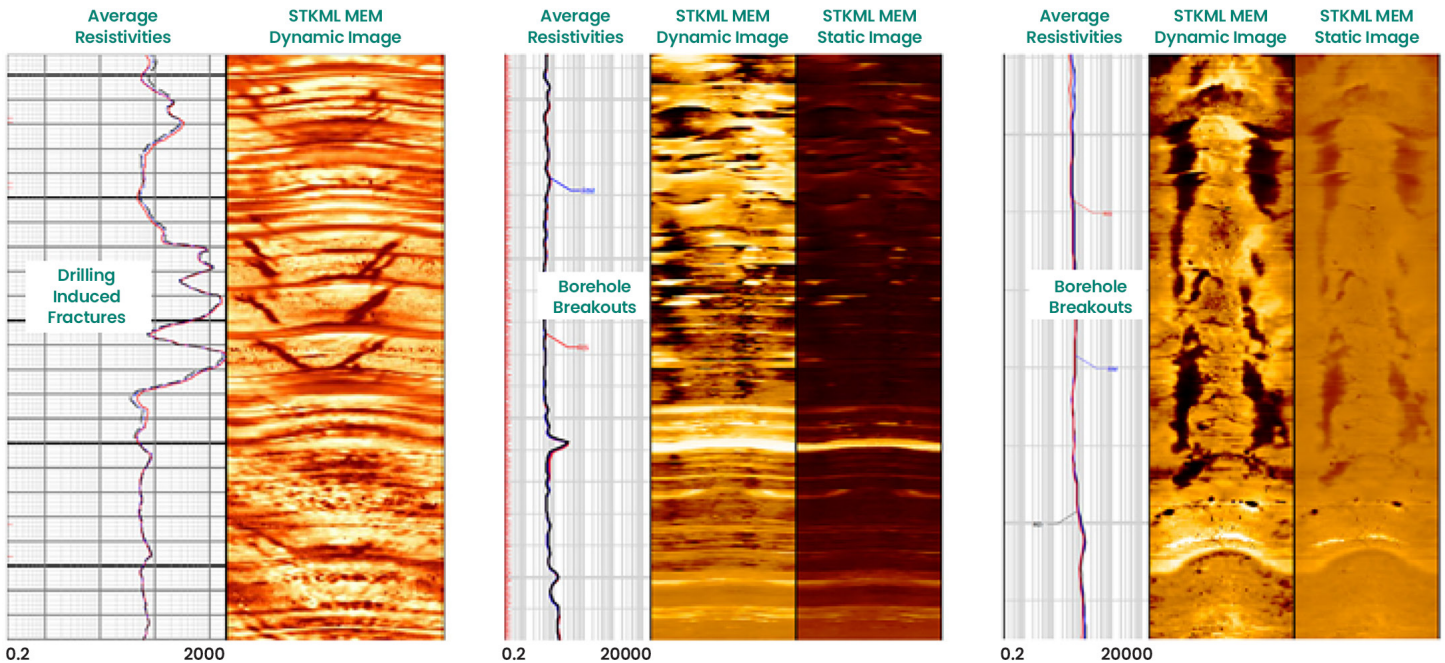 Average
Resistivities
STKML MEM
Dynamic Image
Drilling
Induced
Fractures
0.2
2000
Average
Resistivities
STKML MEM
Dynamic Image
STKML MEM
Static Image
Borehole
Breakouts
0.2
20000
Average
Resistivities
STKML MEM
Dynamic Image
STKML MEM
Static Image
Borehole
Breakouts
0.2
20000